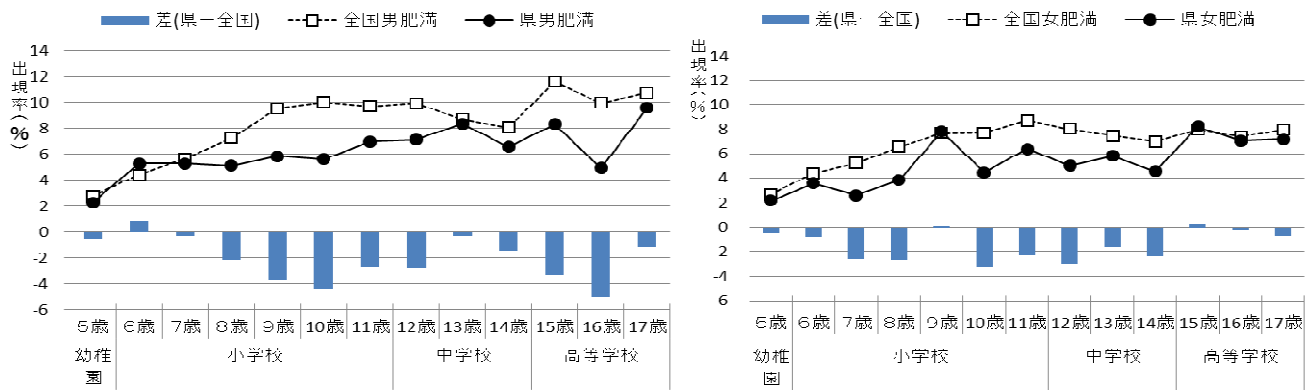 差(県－全国) 全国男肥満 県男肥満
出現率(%)
14
12
10
8
6
4
2
0
-2
-4
-6
5歳 6歳 7歳 8歳 9歳 10歳 11歳 12歳 13歳 14歳 15歳 16歳 17歳
幼稚園 小学校 中学校 高等学校
差(県 全国) 全国女肥満 県女肥満
出現率(%)
14
12
10
8
6
4
2
0
2
-4
6
5歳 6歳 7歳 8歳 9歳 10歳 11歳 12歳 13歳 14歳 15歳 16歳 17歳
幼稚園 小学校 中学校 高等学校